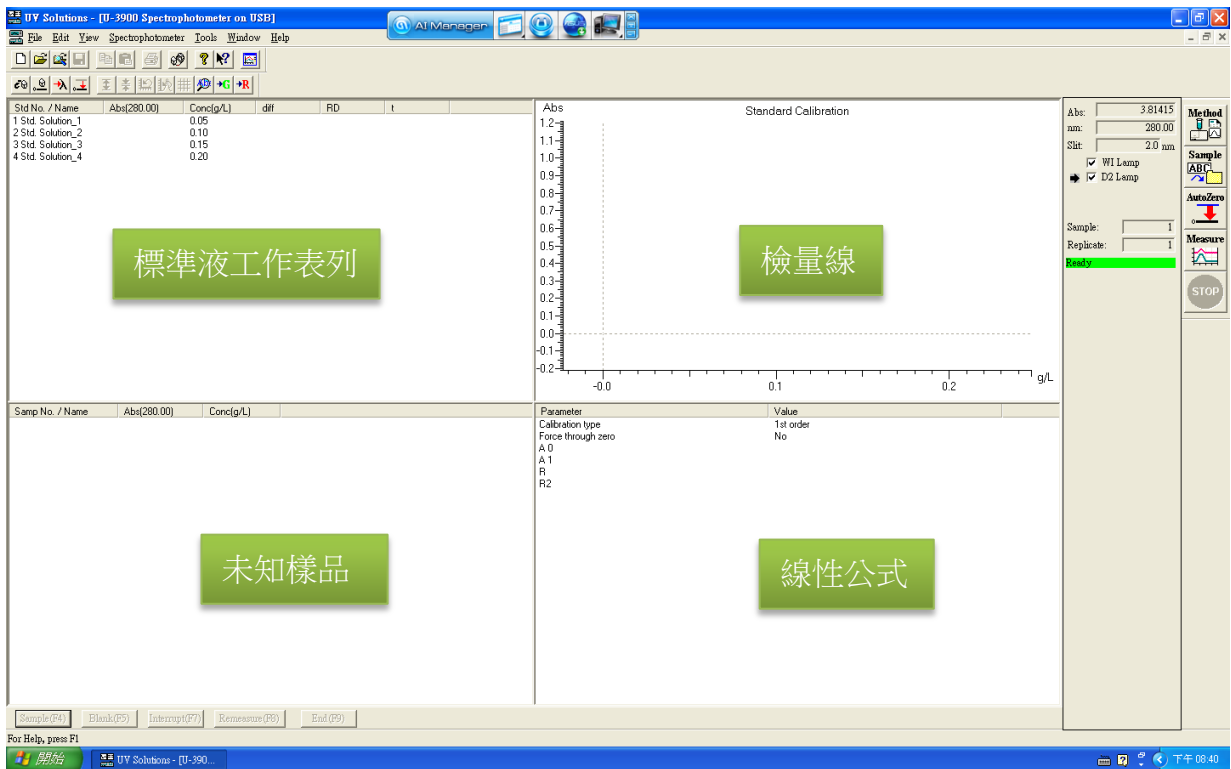 UV Solutions - [U-3900 Spectrophotometer on USB]
AI Manager
File Edit View Spectrophotometer Tools Window Help
Std No. / Name Abs(280.00) Conc(g/L) diff RD t
1 Std. Solution_1 0.05
2 Std. Solution_2 0.10
3 Std. Solution_3 0.15
4 Std. Solution_4 0.20
標準液工作表列
Abs Standard Calibration
1.2
1.1
1.0
0.9
0.8
0.7
0.6
0.5
0.4
0.3
0.2
0.1
0.0
-0.1
-0.2
-0.0 0.1 0.2 g/L
檢量線
Abs: 3.81415
nm: 280.00
Slit: 2.0 nm
WI Lamp
D2 Lamp
Sample: 1
Replicate: 1
Ready
Method
Sample
ABC
AutoZero
Measure
STOP
Samp No. / Name Abs(280.00) Conc(g/L)
未知樣品
Parameter Value
Calibration type 1st order
Force through zero No
A 0
A 1
R
R2
線性公式
Sample(F4) Blank(F5) Interrupt(F7) Remeasure(F8) End(F9)
For Help, press F1
開始 UV Solutions - [U-390... 下午 08:40